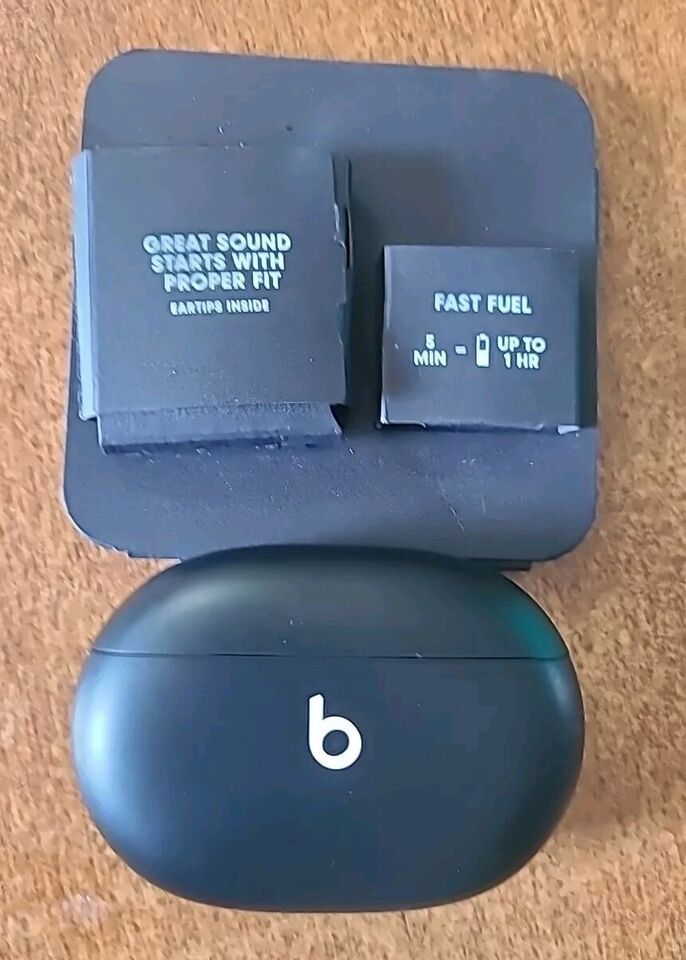 GREAT SOUND
STARTS WITH
PROPER FIT
EARTIPS INSIDE
FAST FUEL
5
MIN
=
UP TO
1 HR
b